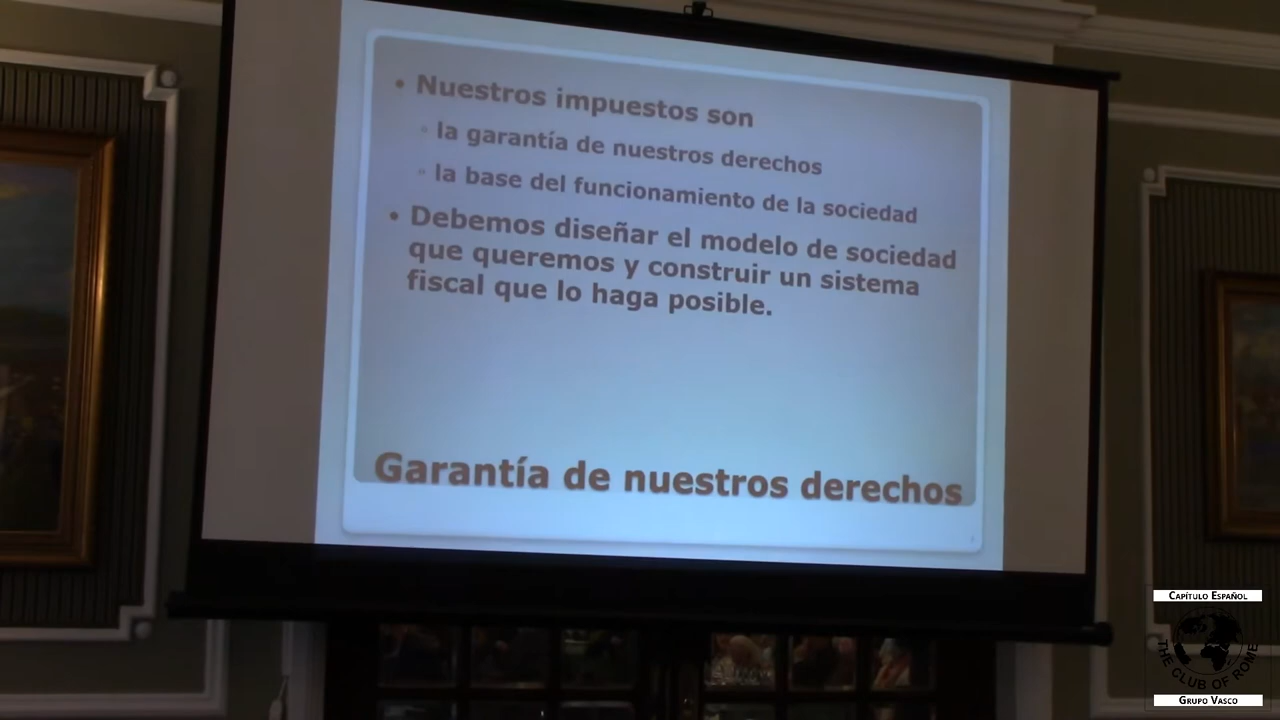 • Nuestros impuestos son
◦ la garantía de nuestros derechos
◦ la base del funcionamiento de la sociedad
• Debemos diseñar el modelo de sociedad
que queremos y construir un sistema
fiscal que lo haga posible.
Garantía de nuestros derechos
Capítulo Español
THE CLUB OF ROME
Grupo Vasco